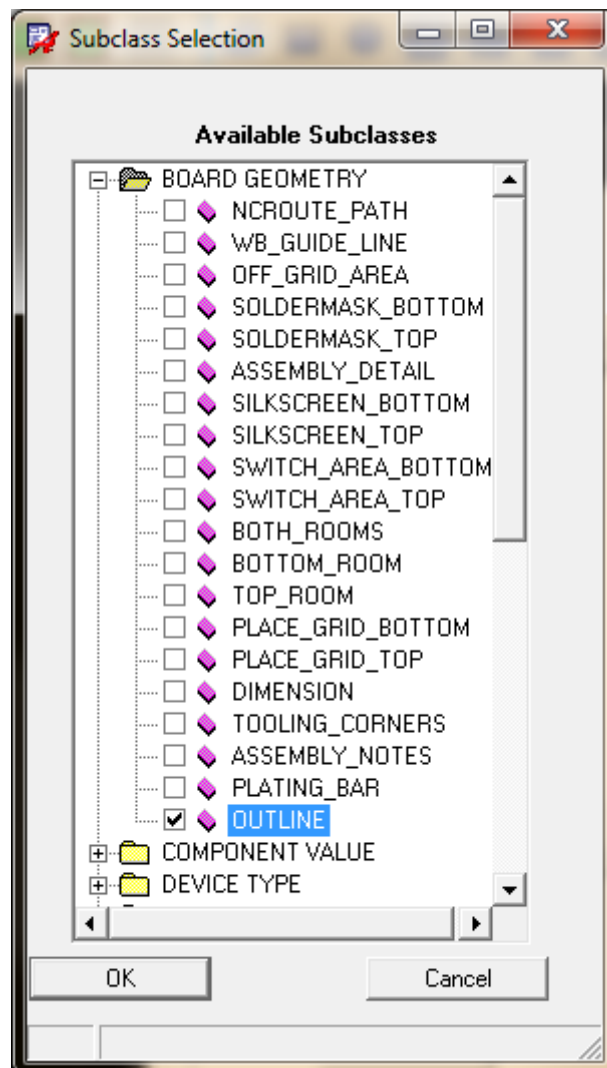 Subclass Selection
Available Subclasses
BOARD GEOMETRY
NCROUTE_PATH
WB_GUIDE_LINE
OFF_GRID_AREA
SOLDERMASK_BOTTOM
SOLDERMASK_TOP
ASSEMBLY_DETAIL
SILKSCREEN_BOTTOM
SILKSCREEN_TOP
SWITCH_AREA_BOTTOM
SWITCH_AREA_TOP
BOTH_ROOMS
BOTTOM_ROOM
TOP_ROOM
PLACE_GRID_BOTTOM
PLACE_GRID_TOP
DIMENSION
TOOLING_CORNERS
ASSEMBLY_NOTES
PLATING_BAR
OUTLINE
COMPONENT VALUE
DEVICE TYPE
OK Cancel